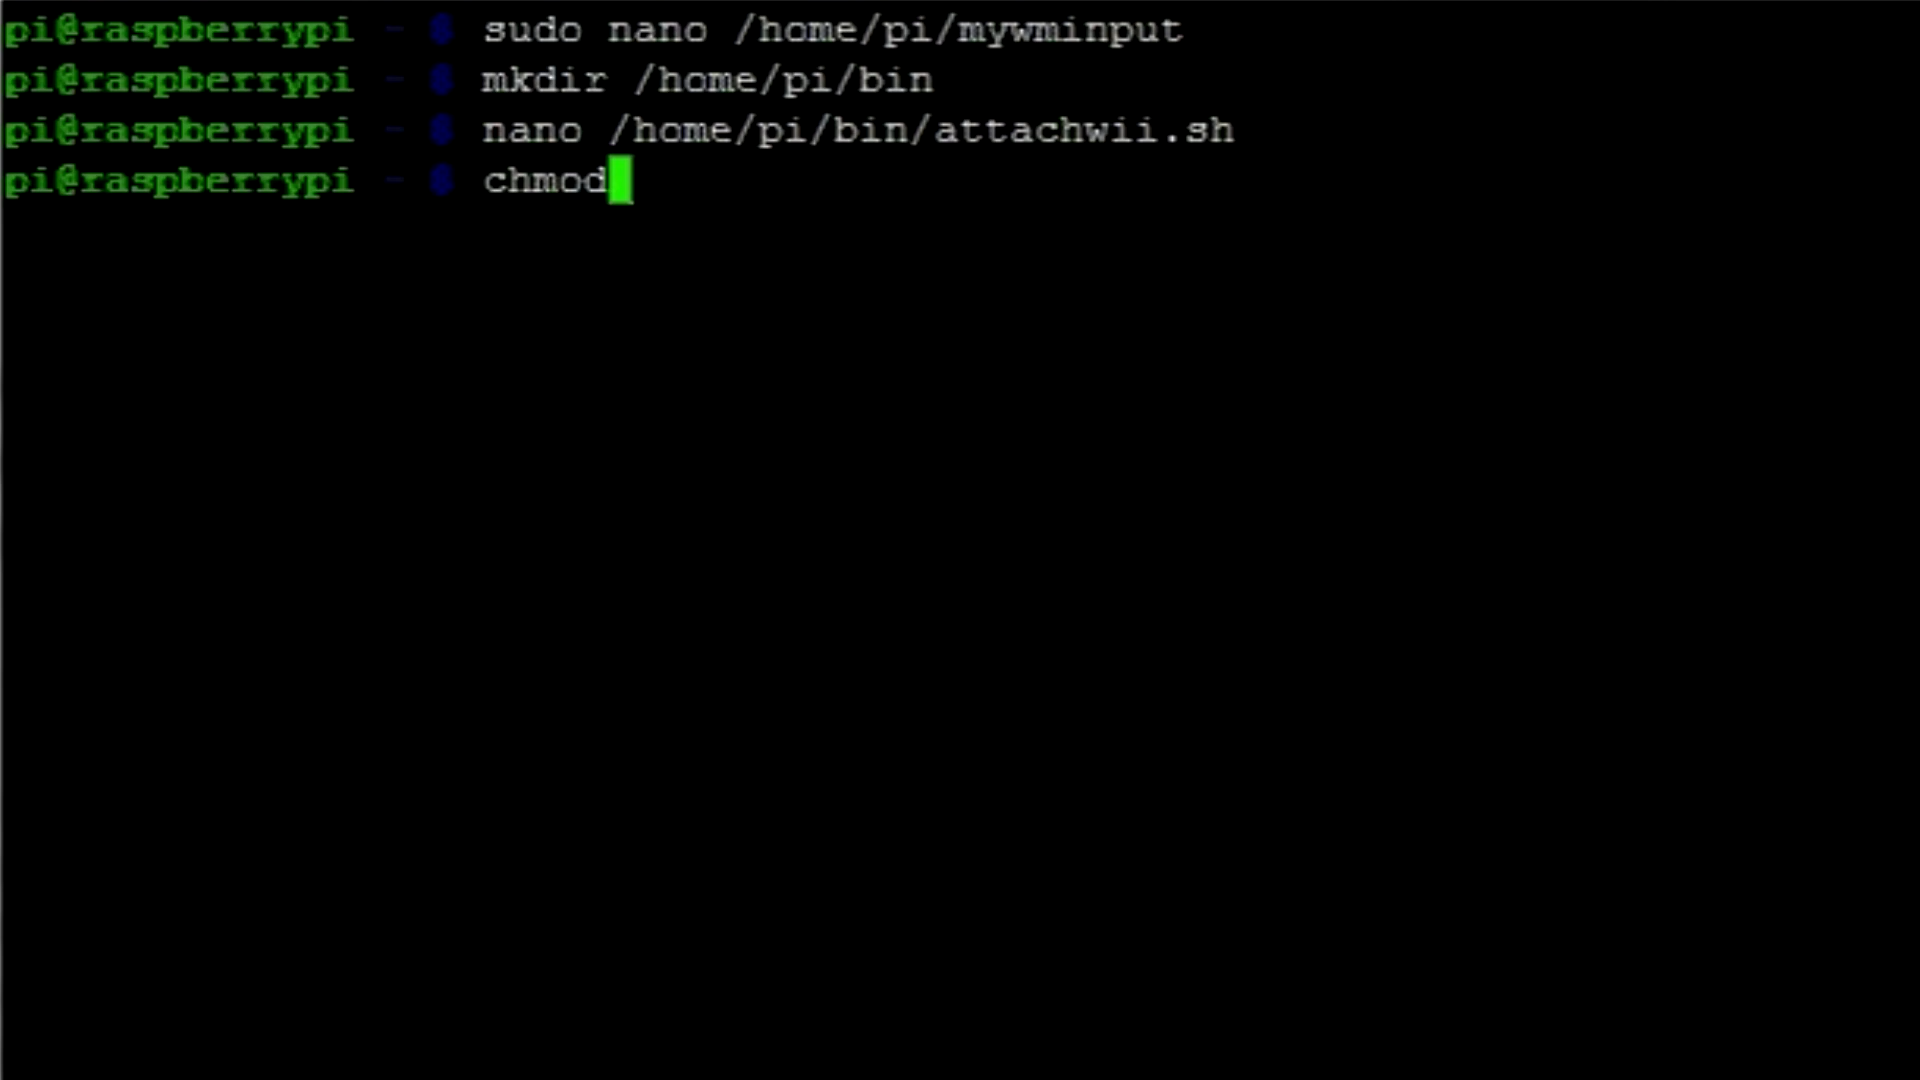 pi@raspberrypi ~ $ sudo nano /home/pi/mywminput
pi@raspberrypi ~ $ mkdir /home/pi/bin
pi@raspberrypi ~ $ nano /home/pi/bin/attachwii.sh
pi@raspberrypi ~ $ chmod